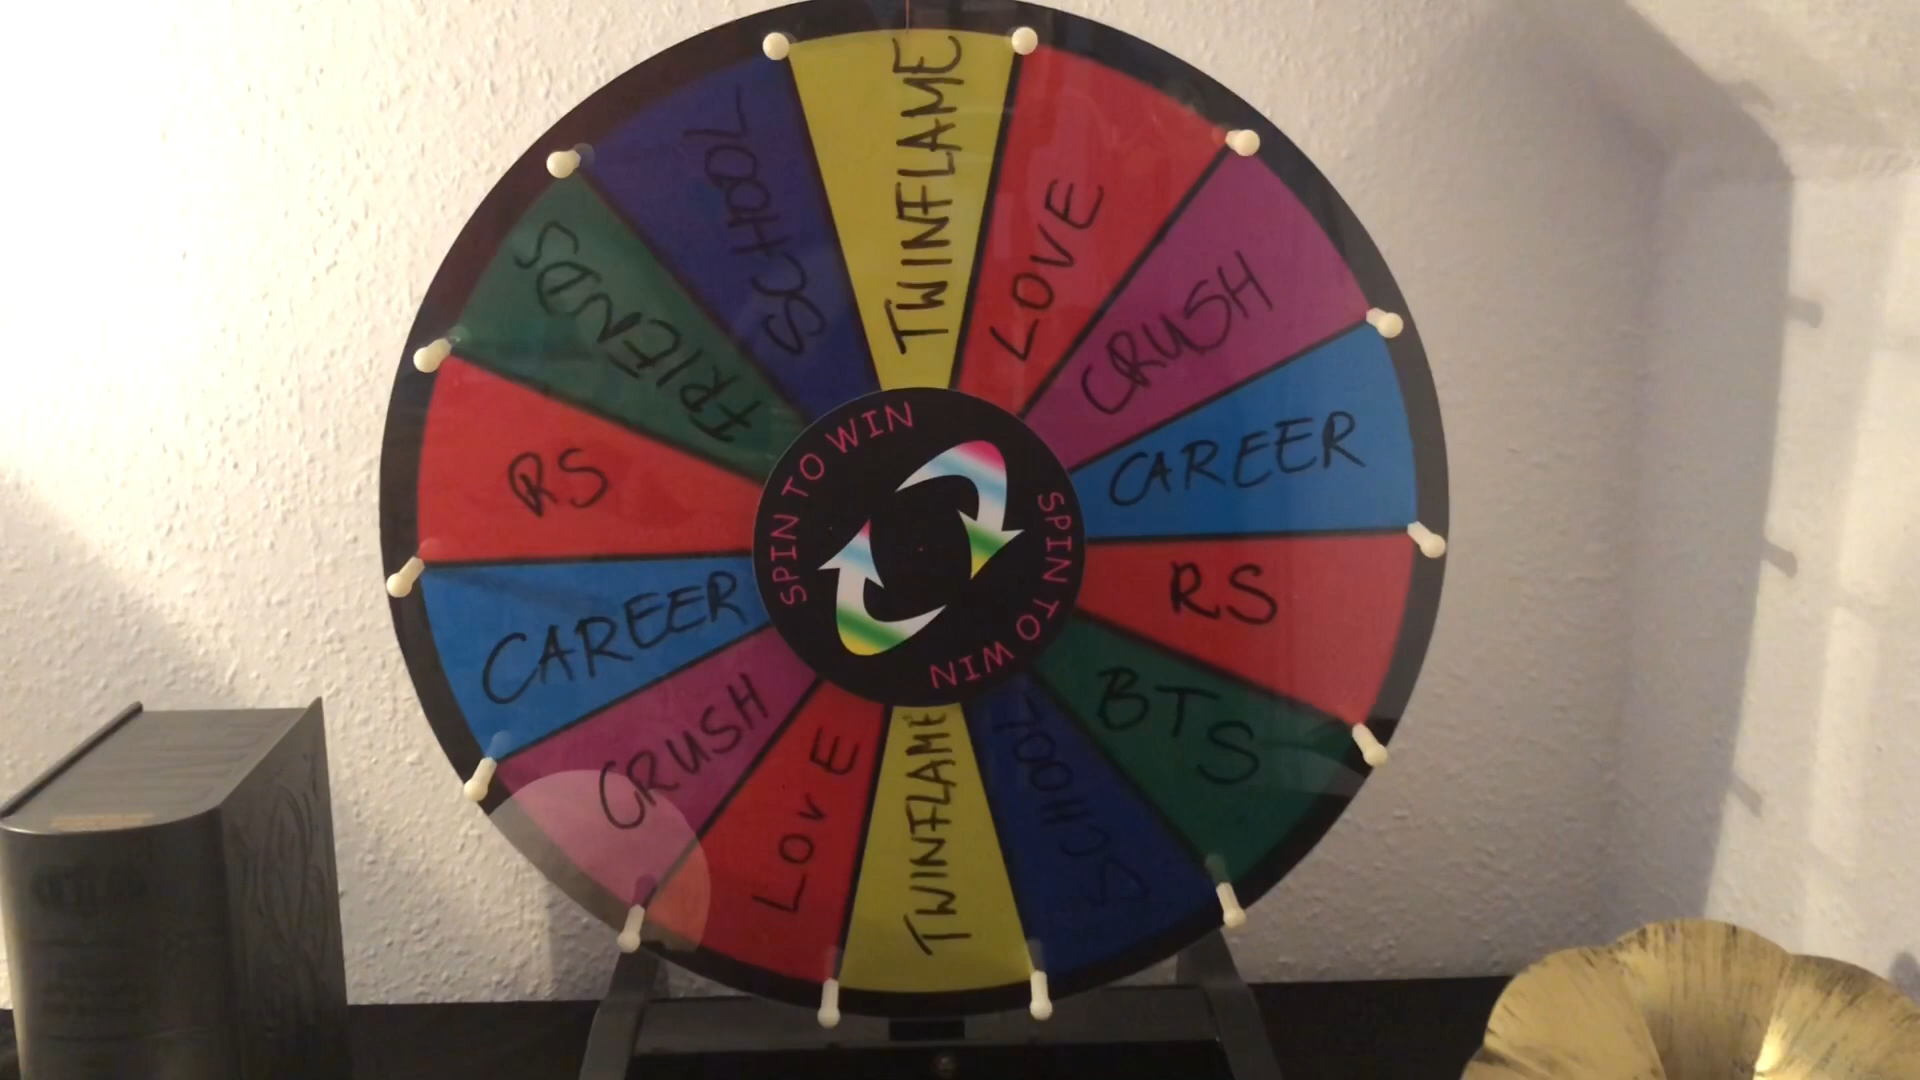 TWINFLAME
LOVE
CRUSH
CAREER
RS
BTS
SCHOOL
TWINFLAME
LOVE
CRUSH
CAREER
RS
FRIENDS
SCHOOL
SPIN TO WIN
SPIN TO WIN